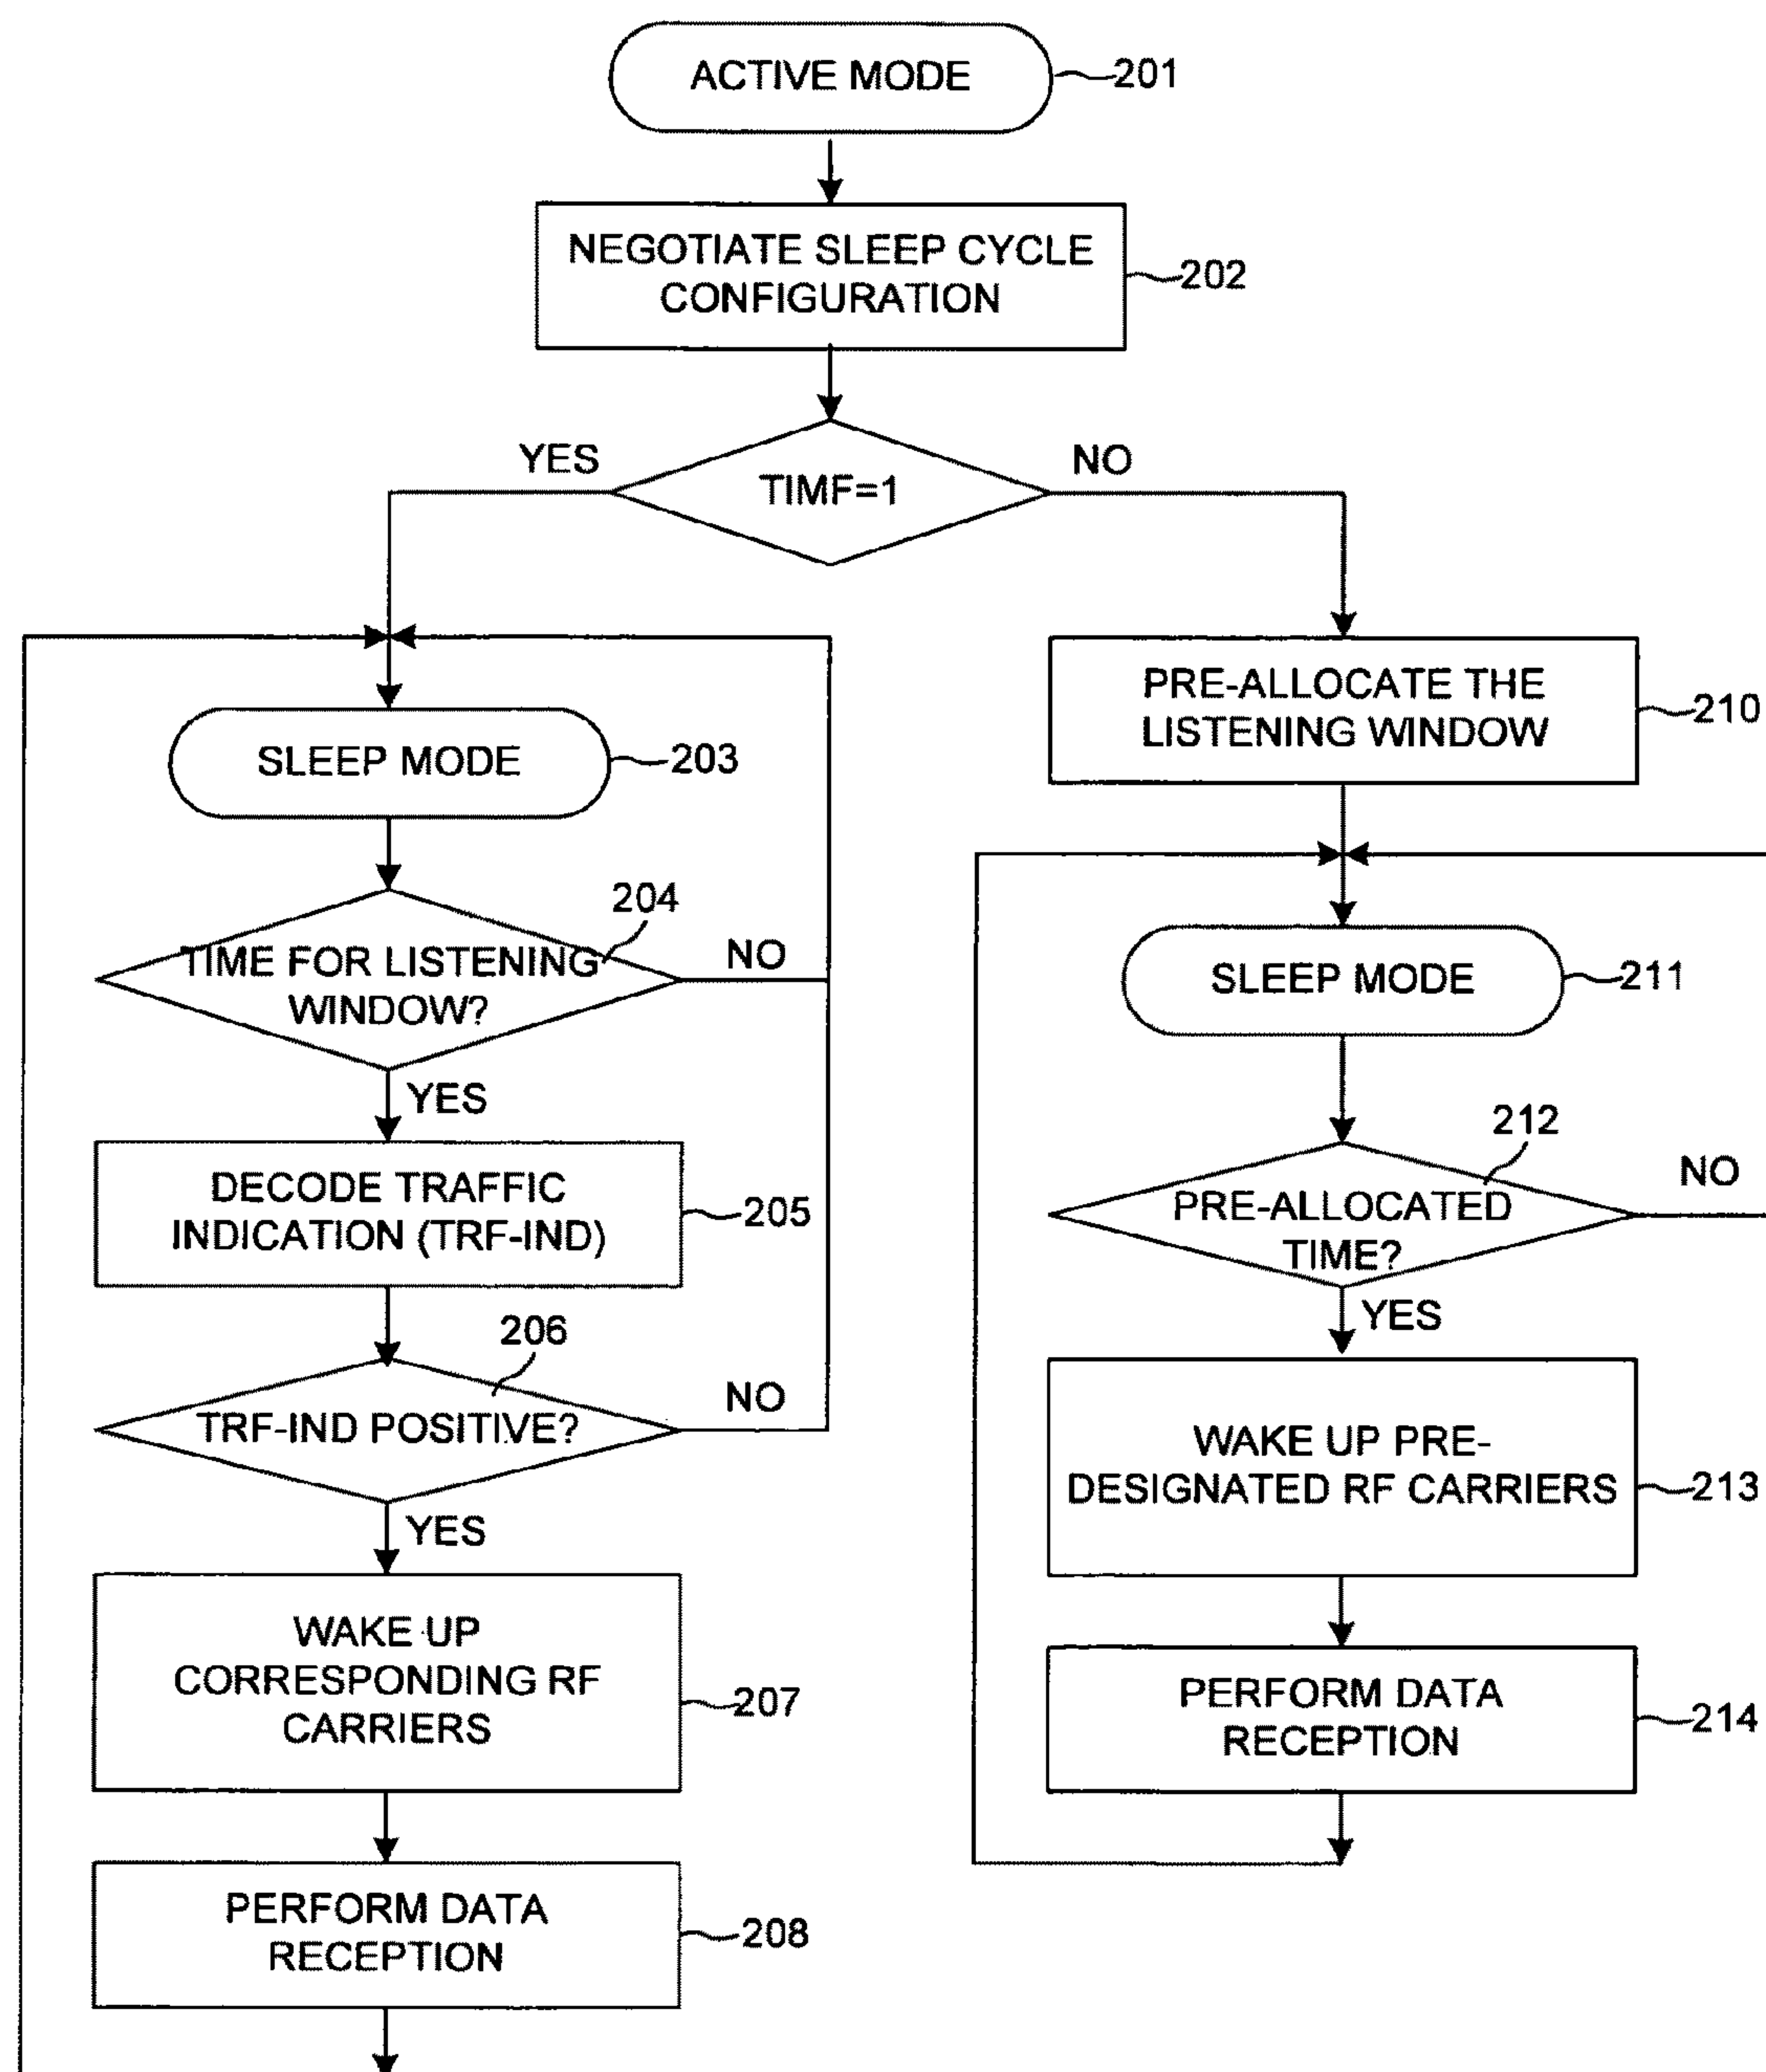 ACTIVE MODE
201
NEGOTIATE SLEEP CYCLE
CONFIGURATION
202
YES
TIMF=1
NO
SLEEP MODE
203
204
TIME FOR LISTENING
WINDOW?
NO
YES
DECODE TRAFFIC
INDICATION (TRF-IND)
205
206
TRF-IND POSITIVE?
NO
YES
WAKE UP
CORRESPONDING RF
CARRIERS
207
PERFORM DATA
RECEPTION
208
PRE-ALLOCATE THE
LISTENING WINDOW
210
SLEEP MODE
211
212
PRE-ALLOCATED
TIME?
NO
YES
WAKE UP PRE-
DESIGNATED RF CARRIERS
213
PERFORM DATA
RECEPTION
214